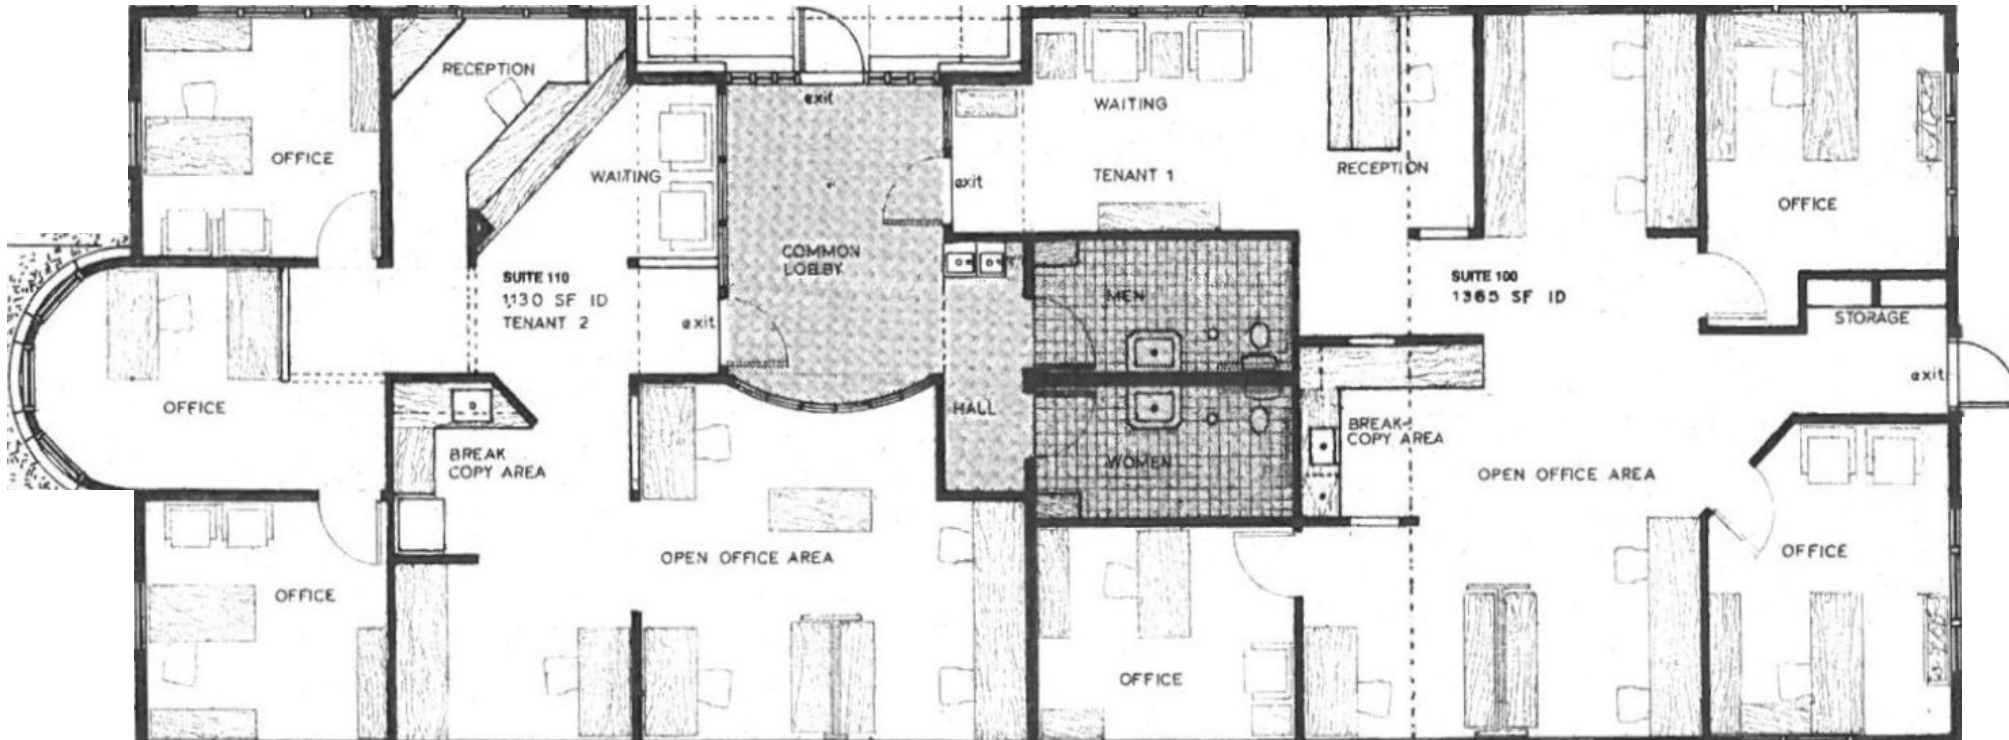 RECEPTION
exit
WAITING
OFFICE
WAITING
TENANT 1
exit
RECEPTION
OFFICE
COMMON
LOBBY
SUITE 110
1130 SF ID
TENANT 2
exit
MEN
SUITE 100
1365 SF ID
STORAGE
exit
OFFICE
HALL
BREAK
COPY AREA
WOMEN
BREAK-
COPY AREA
OPEN OFFICE AREA
OPEN OFFICE AREA
OFFICE
OFFICE
OFFICE